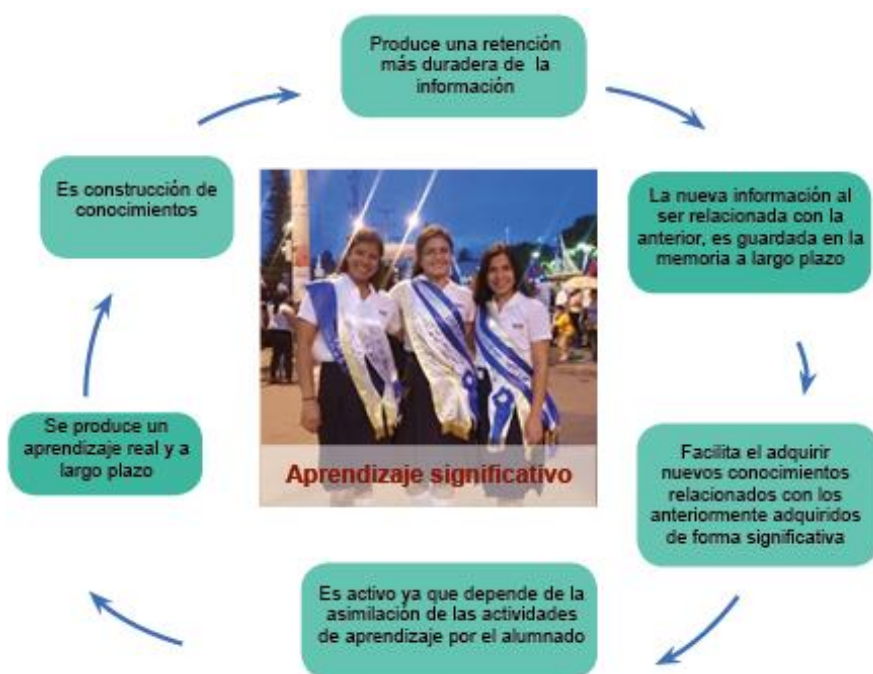 Produce una retención
más duradera de la
información
La nueva información al
ser relacionada con la
anterior, es guardada en la
memoria a largo plazo
Facilita el adquirir
nuevos conocimientos
relacionados con los
anteriormente adquiridos
de forma significativa
Es activo ya que depende de la
asimilación de las actividades
de aprendizaje por el alumnado
Se produce un
aprendizaje real y a
largo plazo
Es construcción de
conocimientos
Aprendizaje significativo